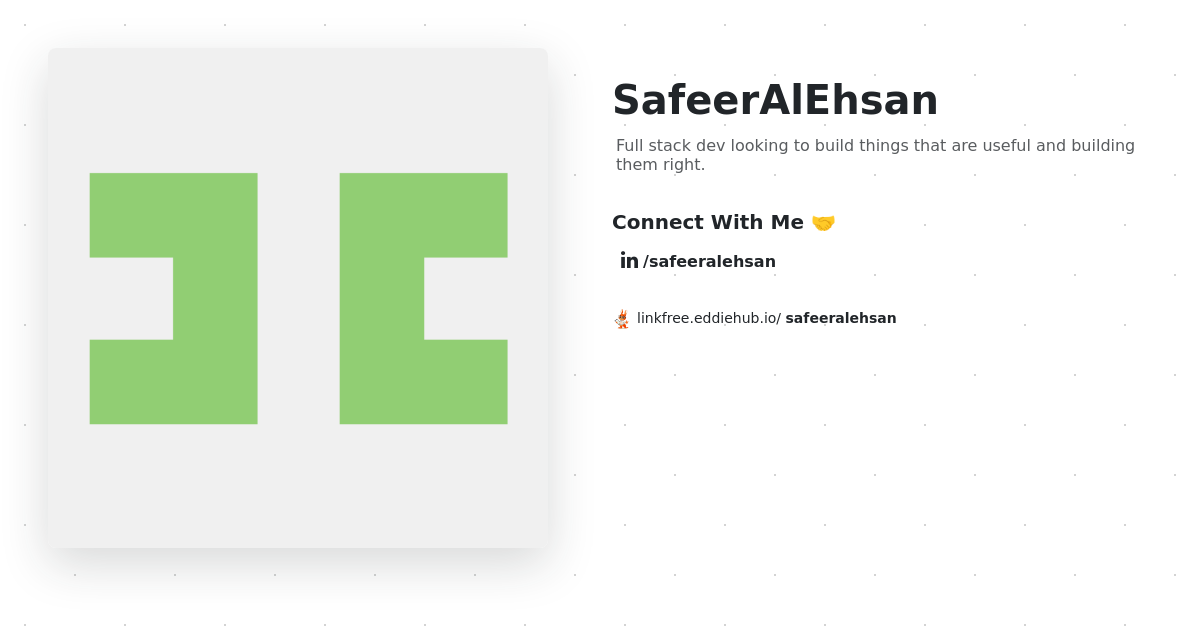 SafeerAlEhsan
Full stack dev looking to build things that are useful and building
them right.
Connect With Me 🤝
in /safeeralehsan
linkfree.eddiehub.io/ safeeralehsan